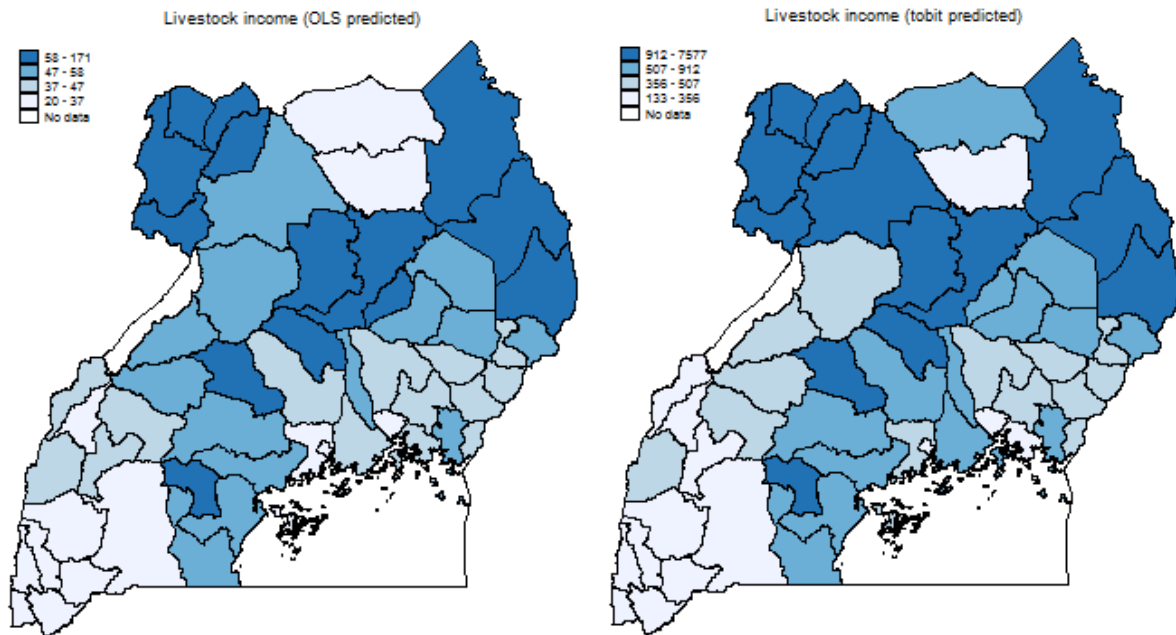 Livestock income (OLS predicted)
58 - 171
47 - 58
37 - 47
20 - 37
No data
Livestock income (tobit predicted)
912 - 7577
507 - 912
356 - 507
133 - 356
No data